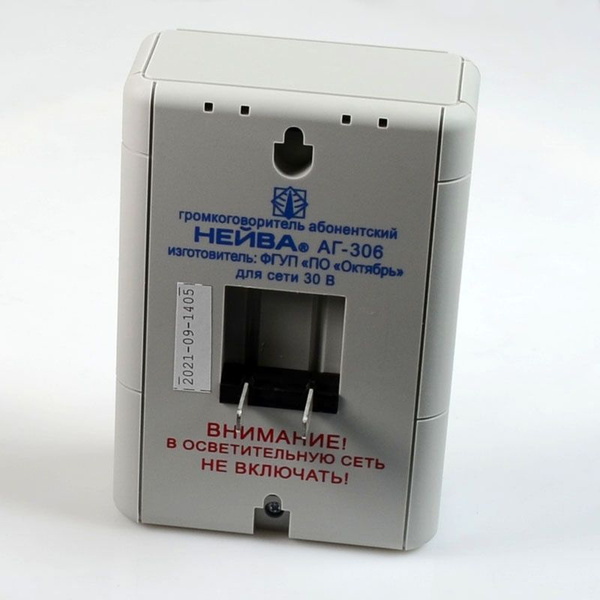 громкоговоритель абонентский
НЕЙВА® АГ-306
изготовитель: ФГУП «ПО «Октябрь»
для сети 30 В
2021-09-1405
ВНИМАНИЕ!
В ОСВЕТИТЕЛЬНУЮ СЕТЬ
НЕ ВКЛЮЧАТЬ!